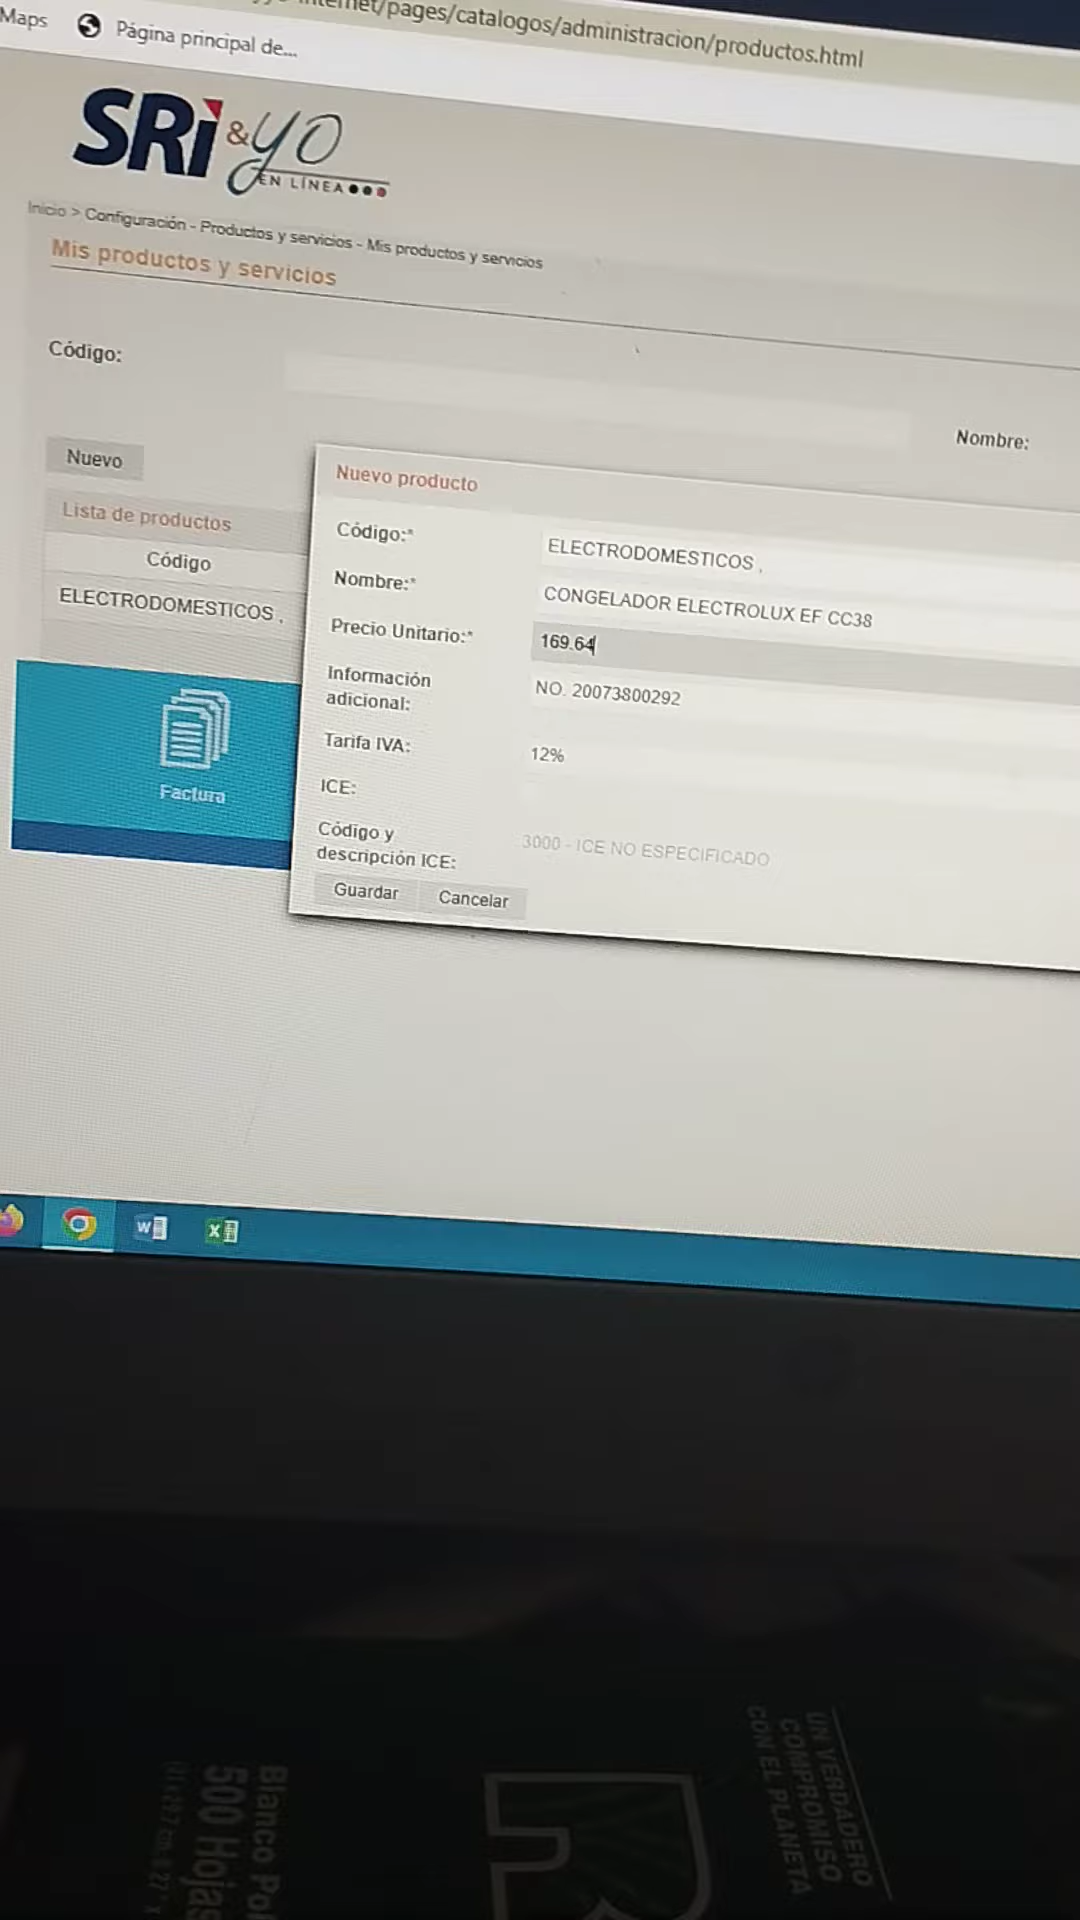 internet/pages/catalogos/administracion/productos.html
Maps
Página principal de...
SRi &yo
EN LÍNEA
Inicio > Configuración - Productos y servicios - Mis productos y servicios
Mis productos y servicios
Código:
Nombre:
Nuevo
Lista de productos
Código
ELECTRODOMESTICOS ,
Factura
Nuevo producto
Código:* ELECTRODOMESTICOS ,
Nombre:* CONGELADOR ELECTROLUX EF CC38
Precio Unitario:* 169.64
Información
adicional: NO. 20073800292
Tarifa IVA: 12%
ICE:
Código y
descripción ICE: 3000 - ICE NO ESPECIFICADO
Guardar Cancelar
UN VERDADERO
COMPROMISO
CON EL PLANETA
Blanco
500 Hojas
R